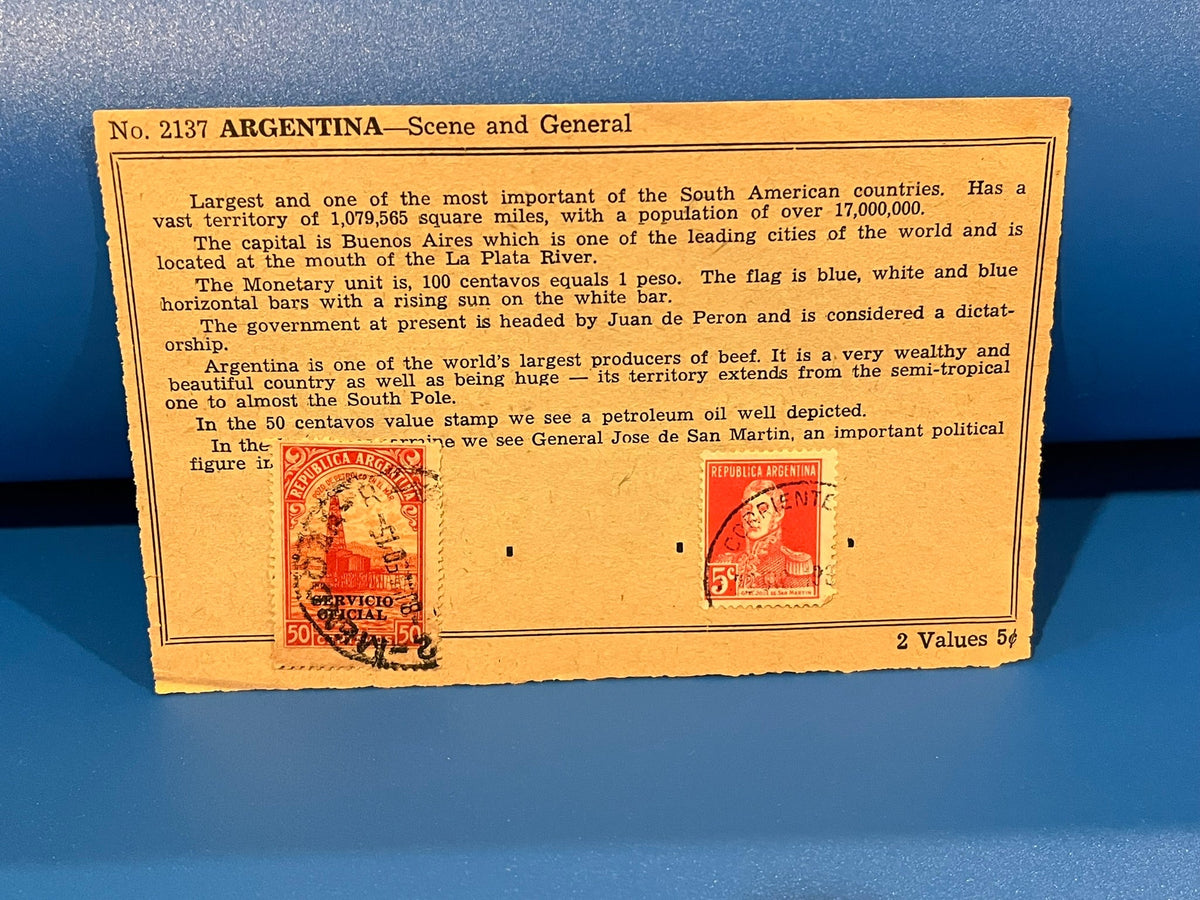 No. 2137 ARGENTINA—Scene and General
Largest and one of the most important of the South American countries. Has a
vast territory of 1,079,565 square miles, with a population of over 17,000,000.
The capital is Buenos Aires which is one of the leading cities of the world and is
located at the mouth of the La Plata River.
The Monetary unit is, 100 centavos equals 1 peso. The flag is blue, white and blue
horizontal bars with a rising sun on the white bar.
The government at present is headed by Juan de Peron and is considered a dictat-
orship.
Argentina is one of the world's largest producers of beef. It is a very wealthy and
beautiful country as well as being huge — its territory extends from the semi-tropical
one to almost the South Pole.
In the 50 centavos value stamp we see a petroleum oil well depicted.
In the we see General Jose de San Martin, an important political
figure in
REPUBLICA ARGENTINA
SERVICIO
OFICIAL
50 50
REPUBLICA ARGENTINA
CORRIENTE
5c
GRAL JOSE DE SAN MARTIN
2 Values 5¢